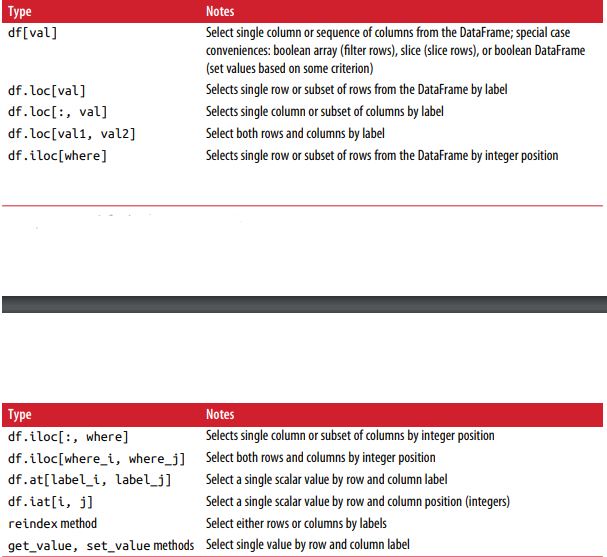 Type Notes
df[val] Select single column or sequence of columns from the DataFrame; special case
conveniences: boolean array (filter rows), slice (slice rows), or boolean DataFrame
(set values based on some criterion)
df.loc[val] Selects single row or subset of rows from the DataFrame by label
df.loc[:, val] Selects single column or subset of columns by label
df.loc[val1, val2] Select both rows and columns by label
df.iloc[where] Selects single row or subset of rows from the DataFrame by integer position
Type Notes
df.iloc[:, where] Selects single column or subset of columns by integer position
df.iloc[where_i, where_j] Select both rows and columns by integer position
df.at[label_i, label_j] Select a single scalar value by row and column label
df.iat[i, j] Select a single scalar value by row and column position (integers)
reindex method Select either rows or columns by labels
get_value, set_value methods Select single value by row and column label